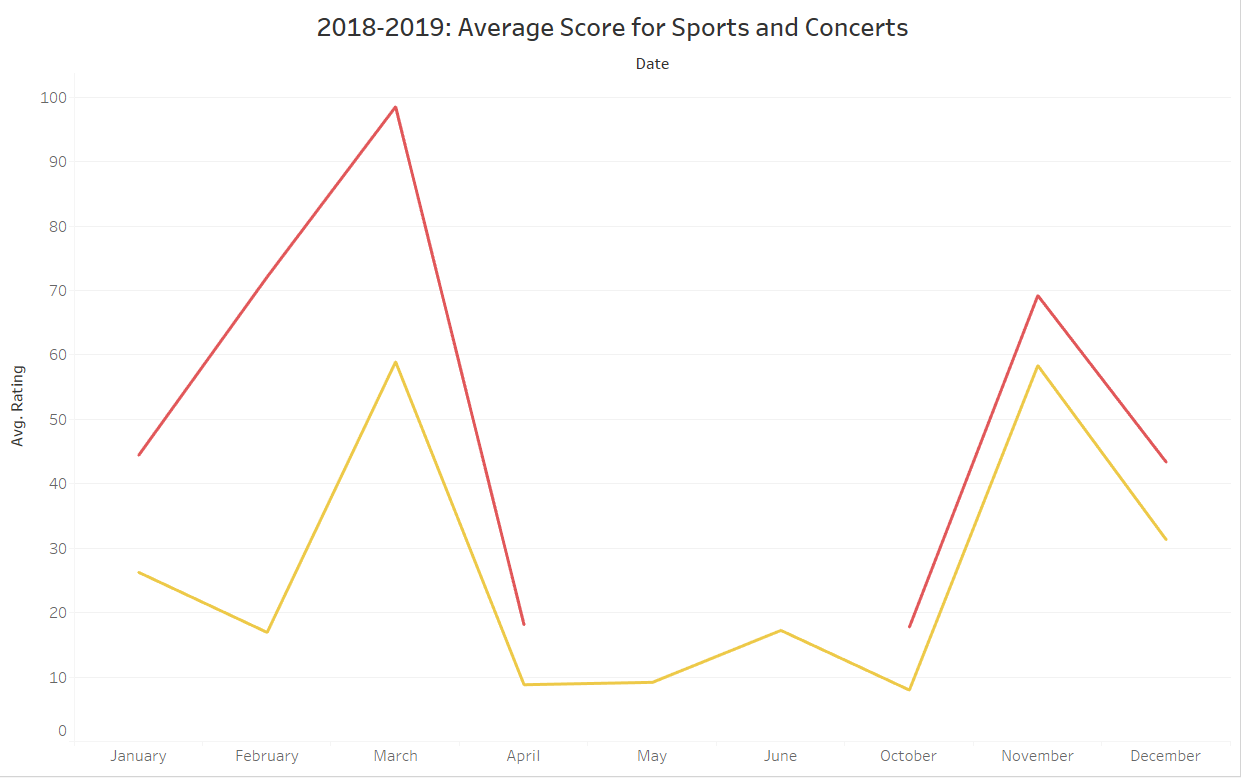 2018-2019: Average Score for Sports and Concerts
Date
Avg. Rating
100
90
80
70
60
50
40
30
20
10
0
January February March April May June October November December